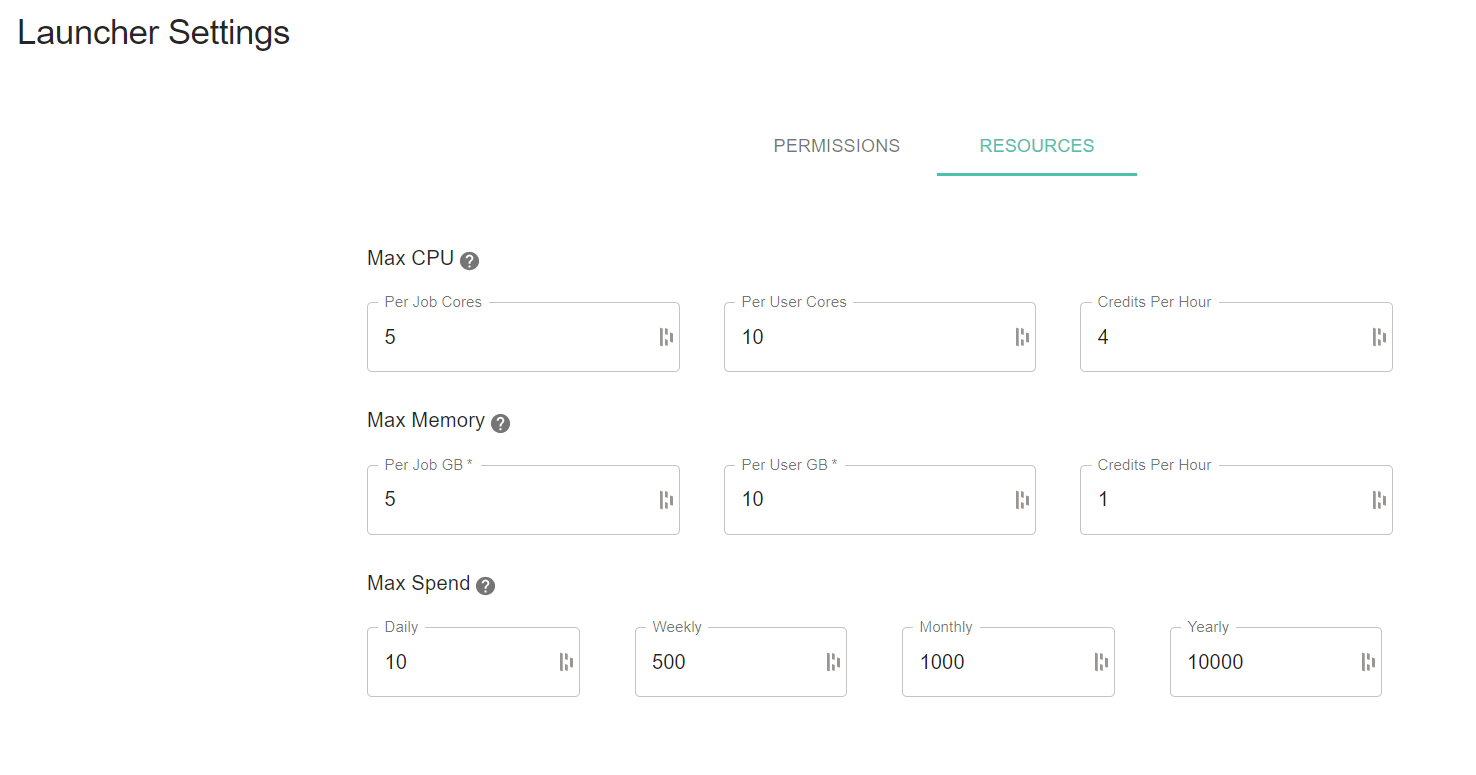 Launcher Settings
PERMISSIONS RESOURCES
Max CPU ?
Per Job Cores Per User Cores Credits Per Hour
5 10 4
Max Memory ?
Per Job GB * Per User GB * Credits Per Hour
5 10 1
Max Spend ?
Daily Weekly Monthly Yearly
10 500 1000 10000